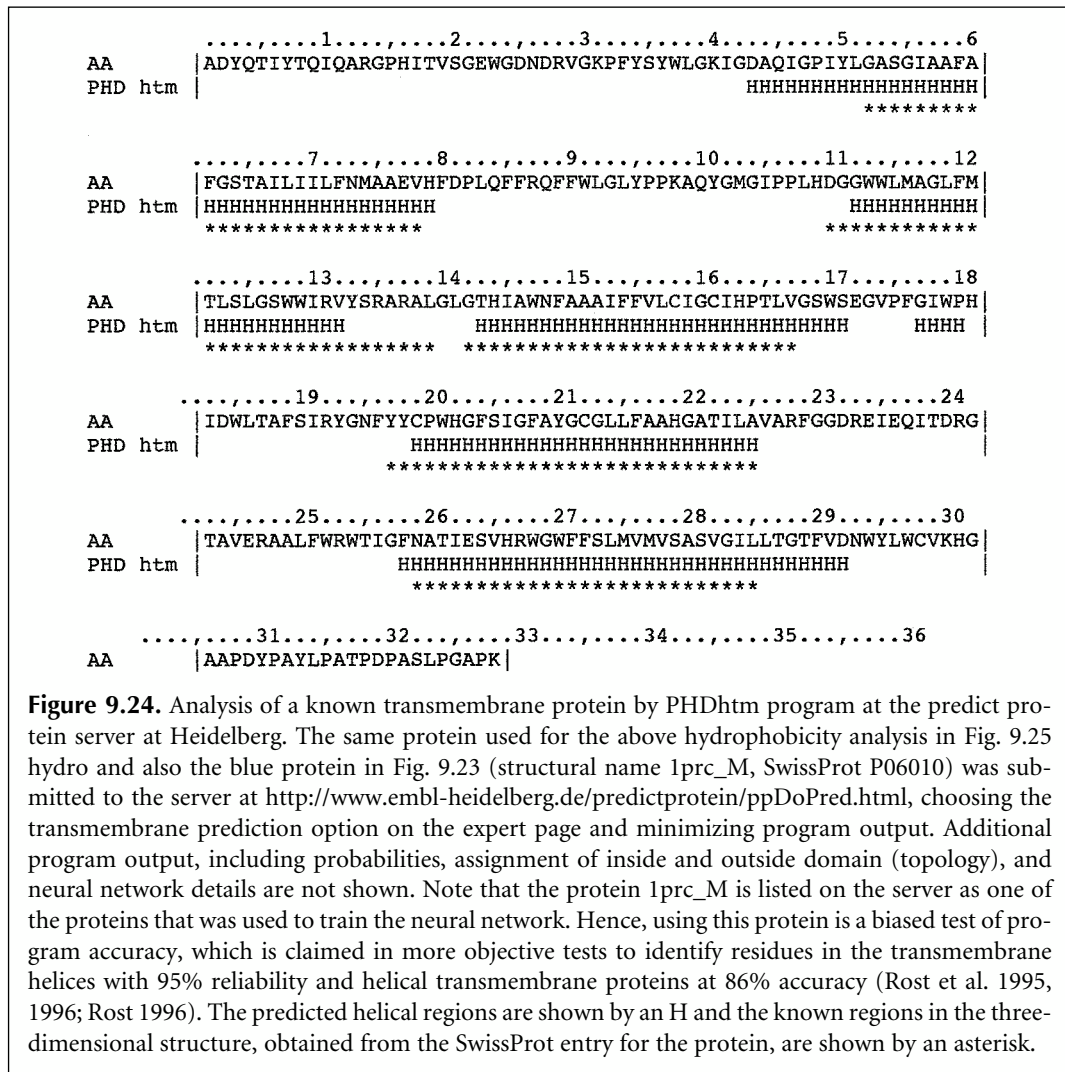 ....,....1....,....2....,....3....,....4....,....5....,....6
AA |ADYQTIYTQIQARGPHITVSGEWGDNDRVGKPFYSYWLGKIGDAQIGPIYLGASGIAAFA|
PHD htm | HHHHHHHHHHHHHHHHHH|
*********
....,....7....,....8....,....9....,....10...,....11...,....12
AA |FGSTAILIILFNMAAEVHFDPLQFFRQFFWLGLYPPKAQYGMGIPPLHDGGWWLMAGLFM|
PHD htm |HHHHHHHHHHHHHHHHHH HHHHHHHHHH|
***************** ************
....,....13...,....14...,....15...,....16...,....17...,....18
AA |TLSLGSWWIRVYSRARALGLGTHIAWNFAAAIFFVLCIGCIHPTLVGSWSEGVPFGIWPH|
PHD htm |HHHHHHHHHHH HHHHHHHHHHHHHHHHHHHHHHHHHHHHH HHHH |
****************** **************************
....,....19...,....20...,....21...,....22...,....23...,....24
AA |IDWLTAFSIRYGNFYYCPWHGFSIGFAYGCGLLFAAHGATILAVARFGGDREIEQITDRG|
PHD htm | HHHHHHHHHHHHHHHHHHHHHHHHHHH |
*****************************
....,....25...,....26...,....27...,....28...,....29...,....30
AA |TAVERAALFWRWTIGFNATIESVHRWGWFFSLMVMVSASVGILLTGTFVDNWYLWCVKHG|
PHD htm | HHHHHHHHHHHHHHHHHHHHHHHHHHHHHHHHHHH |
***************************
....,....31...,....32...,....33...,....34...,....35...,....36
AA |AAPDYPAYLPATPDPASLPGAPK|
Figure 9.24. Analysis of a known transmembrane protein by PHDhtm program at the predict pro-
tein server at Heidelberg. The same protein used for the above hydrophobicity analysis in Fig. 9.25
hydro and also the blue protein in Fig. 9.23 (structural name 1prc_M, SwissProt P06010) was sub-
mitted to the server at http://www.embl-heidelberg.de/predictprotein/ppDoPred.html, choosing the
transmembrane prediction option on the expert page and minimizing program output. Additional
program output, including probabilities, assignment of inside and outside domain (topology), and
neural network details are not shown. Note that the protein 1prc_M is listed on the server as one of
the proteins that was used to train the neural network. Hence, using this protein is a biased test of pro-
gram accuracy, which is claimed in more objective tests to identify residues in the transmembrane
helices with 95% reliability and helical transmembrane proteins at 86% accuracy (Rost et al. 1995,
1996; Rost 1996). The predicted helical regions are shown by an H and the known regions in the three-
dimensional structure, obtained from the SwissProt entry for the protein, are shown by an asterisk.